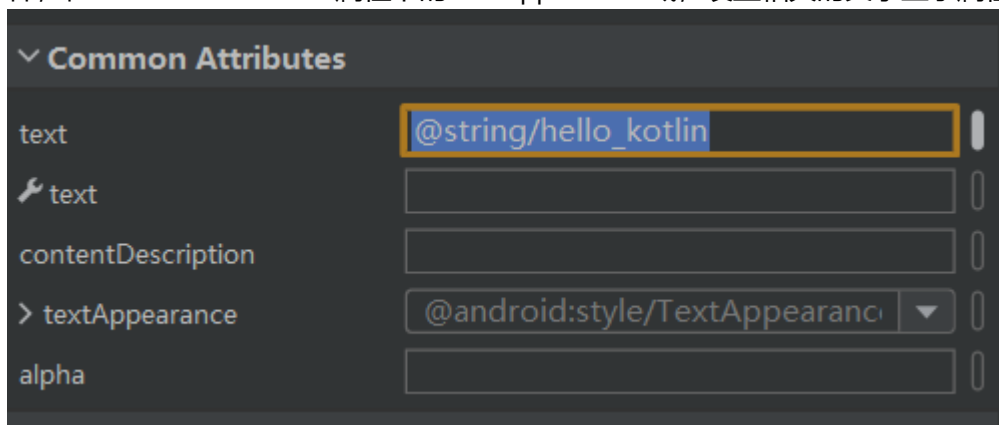 Common Attributes
text
@string/hello_kotlin
text
contentDescription
textAppearance
@android:style/TextAppearanc
alpha